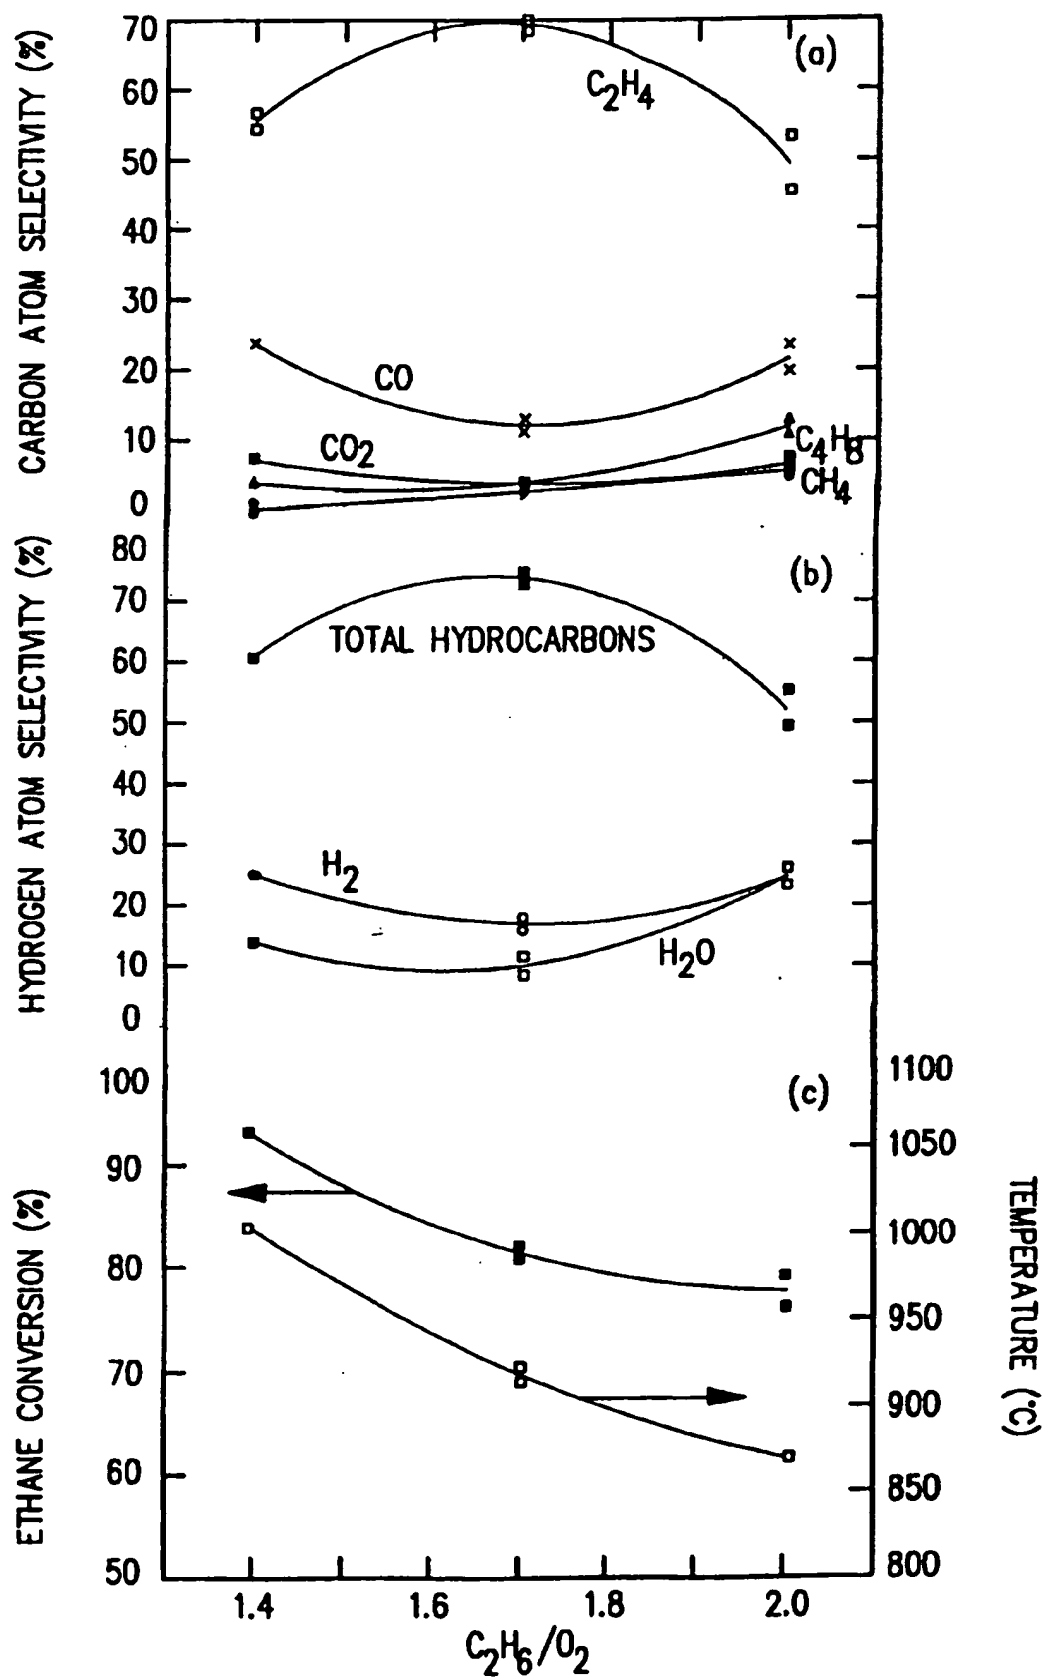 CARBON ATOM SELECTIVITY (%)
70
60
50
40
30
20
10
0
(a)
C2H4
CO
CO2
C4H8
CH4
HYDROGEN ATOM SELECTIVITY (%)
80
70
60
50
40
30
20
10
0
(b)
TOTAL HYDROCARBONS
H2
H2O
ETHANE CONVERSION (%)
100
90
80
70
60
50
(c)
1100
1050
1000
950
900
850
800
TEMPERATURE (°C)
1.4 1.6 1.8 2.0
C2H6/O2